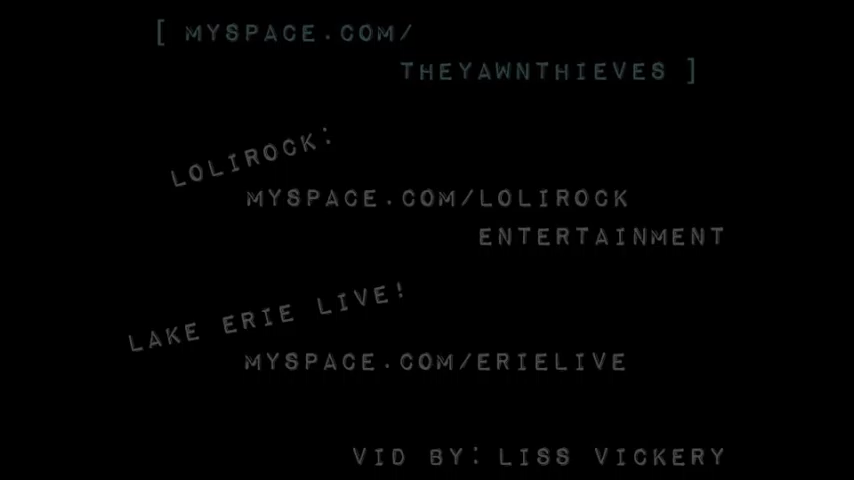 [ MYSPACE.COM/
THEYAWNTHIEVES ]
LOLIROCK:
MYSPACE.COM/LOLIROCK
ENTERTAINMENT
LAKE ERIE LIVE!
MYSPACE.COM/ERIELIVE
VID BY: LISS VICKERY